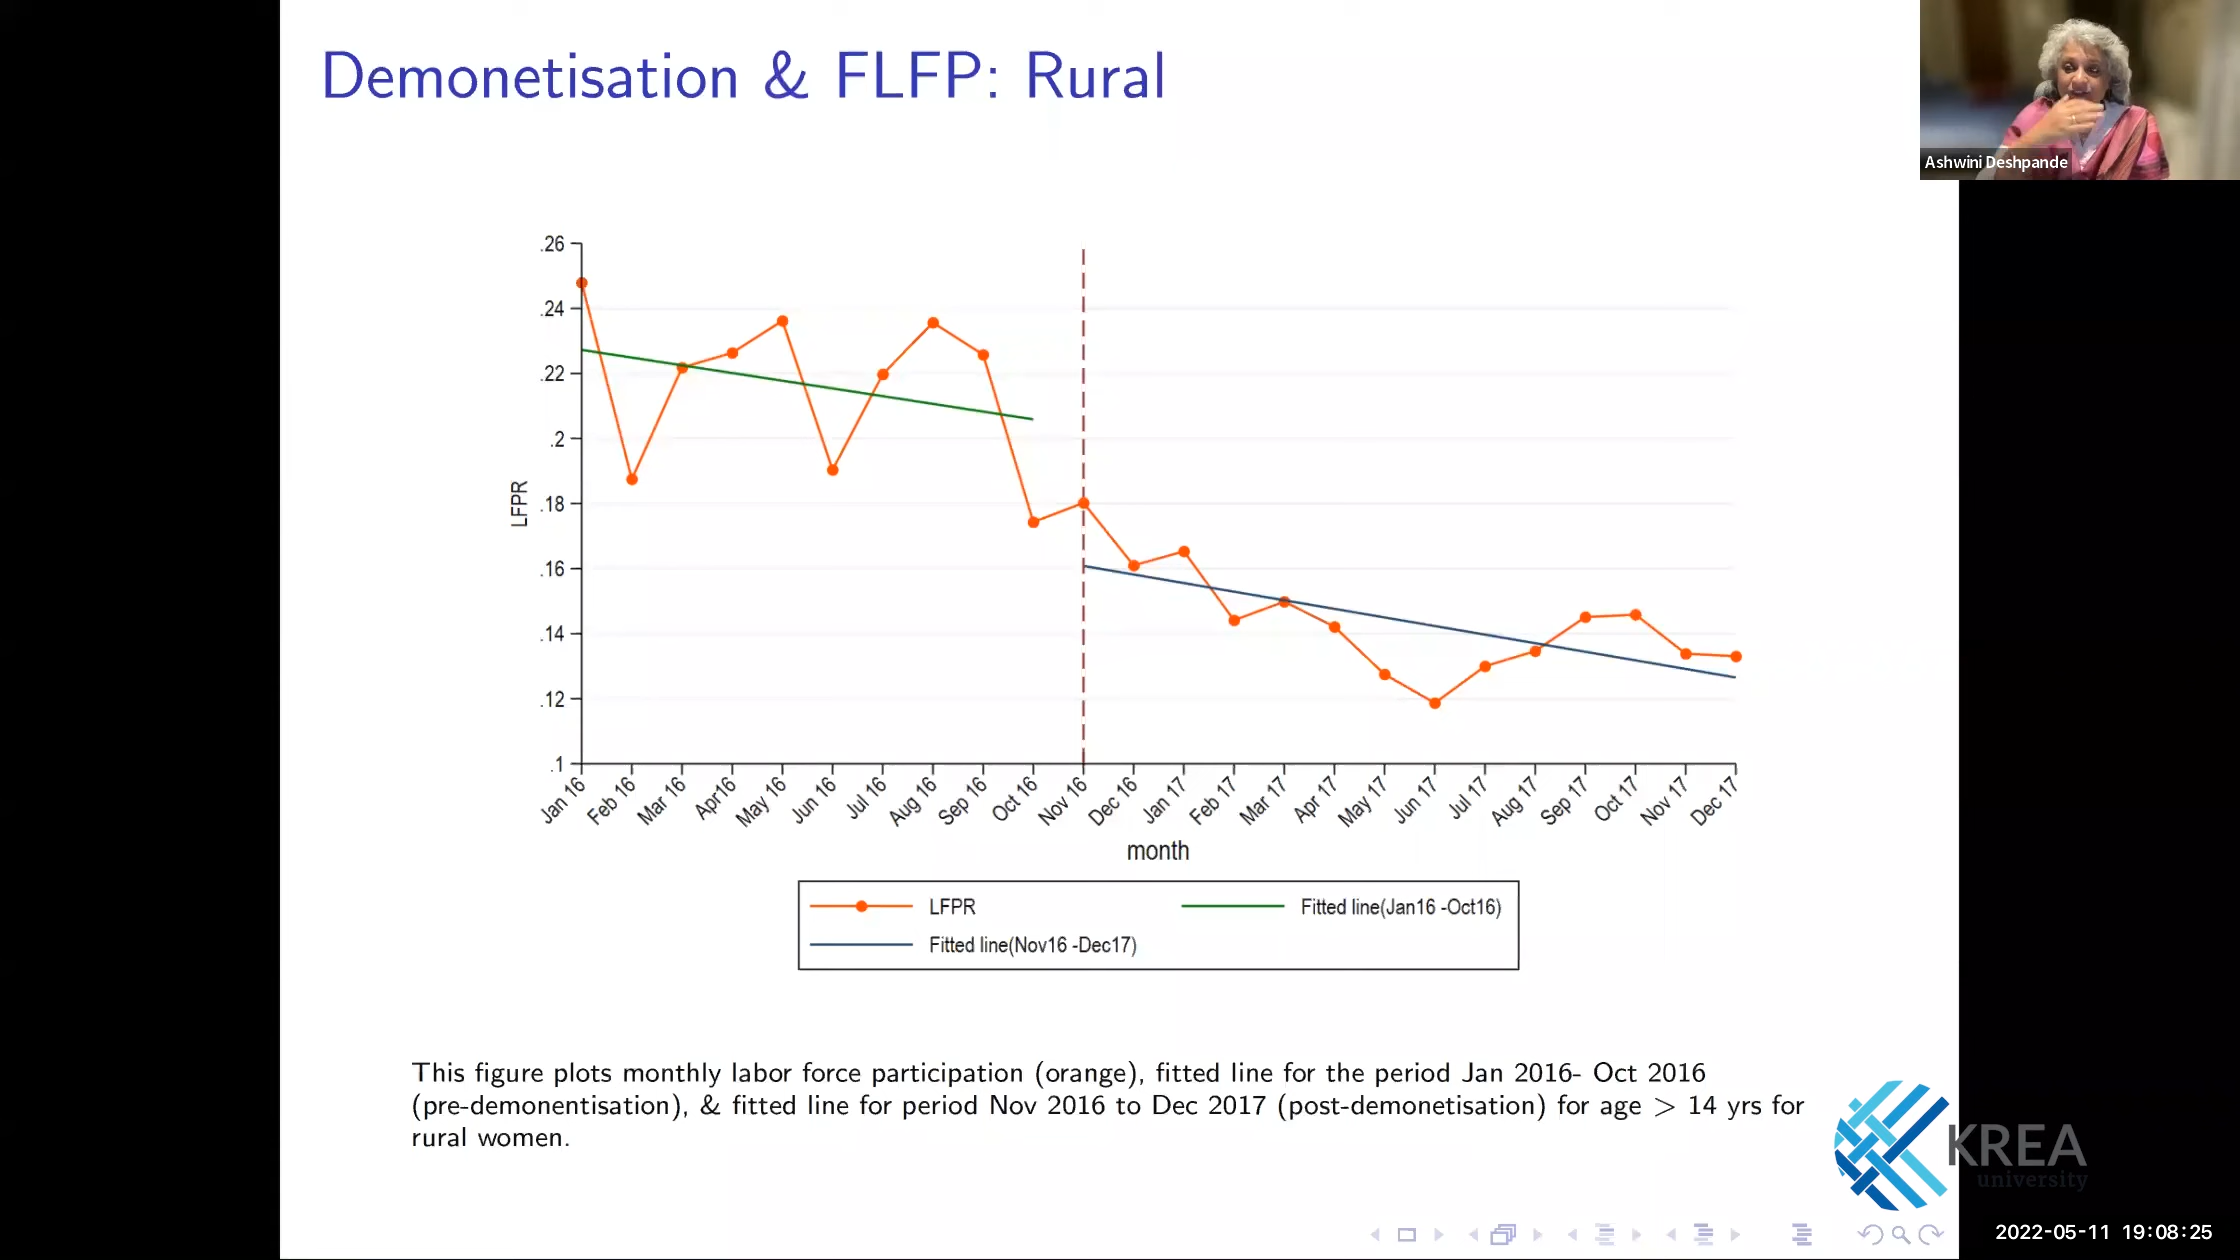 Demonetisation & FLFP: Rural
Ashwini Deshpande
.26
.24
.22
.2
.18
.16
.14
.12
.1
LFPR
Jan 16
Feb 16
Mar 16
Apr16
May 16
Jun 16
Jul 16
Aug 16
Sep 16
Oct 16
Nov 16
Dec 16
Jan 17
Feb 17
Mar 17
Apr 17
May 17
Jun 17
Jul 17
Aug 17
Sep 17
Oct 17
Nov 17
Dec 17
month
LFPR
Fitted line(Jan16 -Oct16)
Fitted line(Nov16 -Dec17)
This figure plots monthly labor force participation (orange), fitted line for the period Jan 2016- Oct 2016
(pre-demonentisation), & fitted line for period Nov 2016 to Dec 2017 (post-demonetisation) for age > 14 yrs for
rural women.
KREA
university
2022-05-11 19:08:25